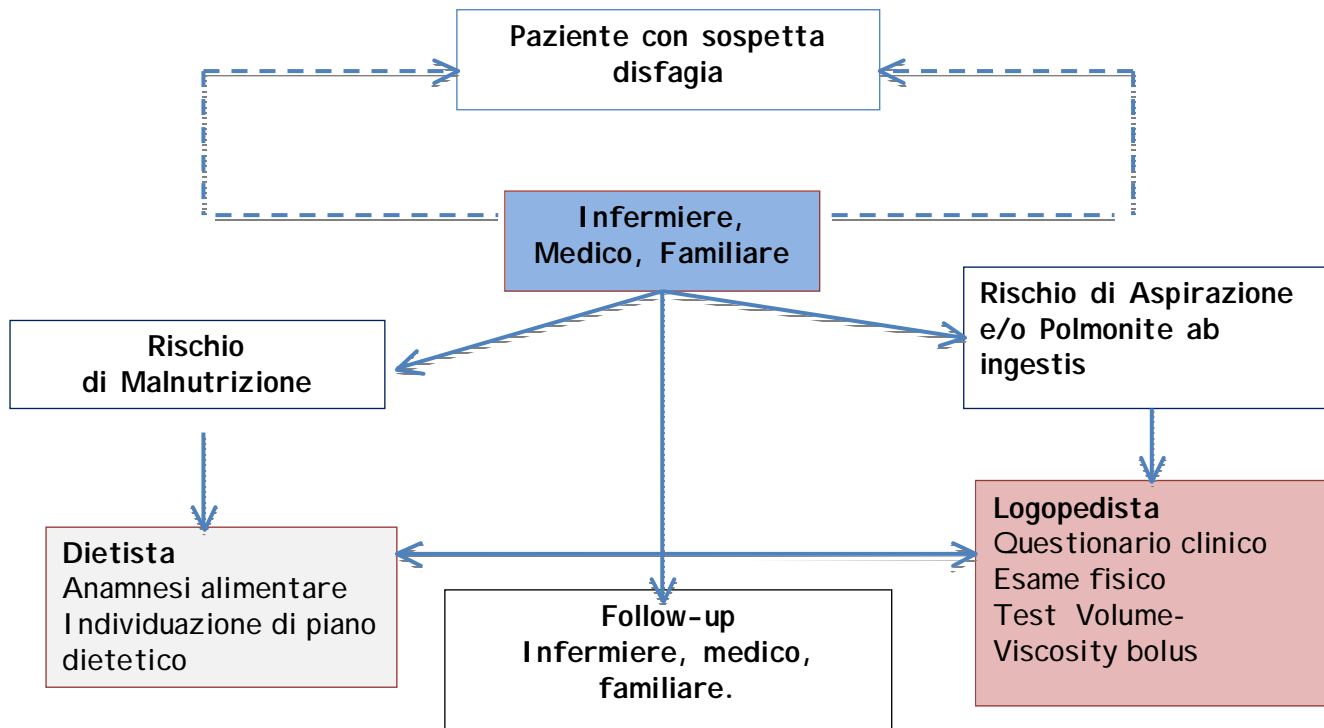 Paziente con sospetta
disfagia
Infermiere,
Medico, Familiare
Rischio
di Malnutrizione
Rischio di Aspirazione
e/o Polmonite ab
ingestis
Dietista
Anamnesi alimentare
Individuazione di piano
dietetico
Follow-up
Infermiere, medico,
familiare.
Logopedista
Questionario clinico
Esame fisico
Test Volume-
Viscosity bolus